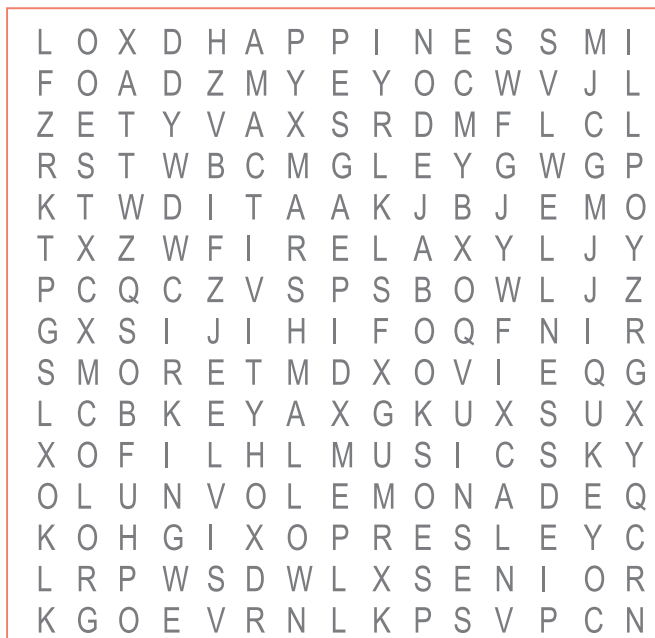 L O X D H A P P I N E S S M I
F O A D Z M Y E Y O C W V J L
Z E T Y V A X S R D M F L C L
R S T W B C M G L E Y G W G P
K T W D I T A A K J B J E M O
T X Z W F I R E L A X Y L J Y
P C Q C Z V S P S B O W L J Z
G X S I J I H I F O Q F N I R
S M O R E T M D X O V I E Q G
L C B K E Y A X G K U X S U X
X O F I L H L M U S I C S K Y
O L U N V O L E M O N A D E Q
K O H G I X O P R E S L E Y C
L R P W S D W L X S E N I O R
K G O E V R N L K P S V P C N